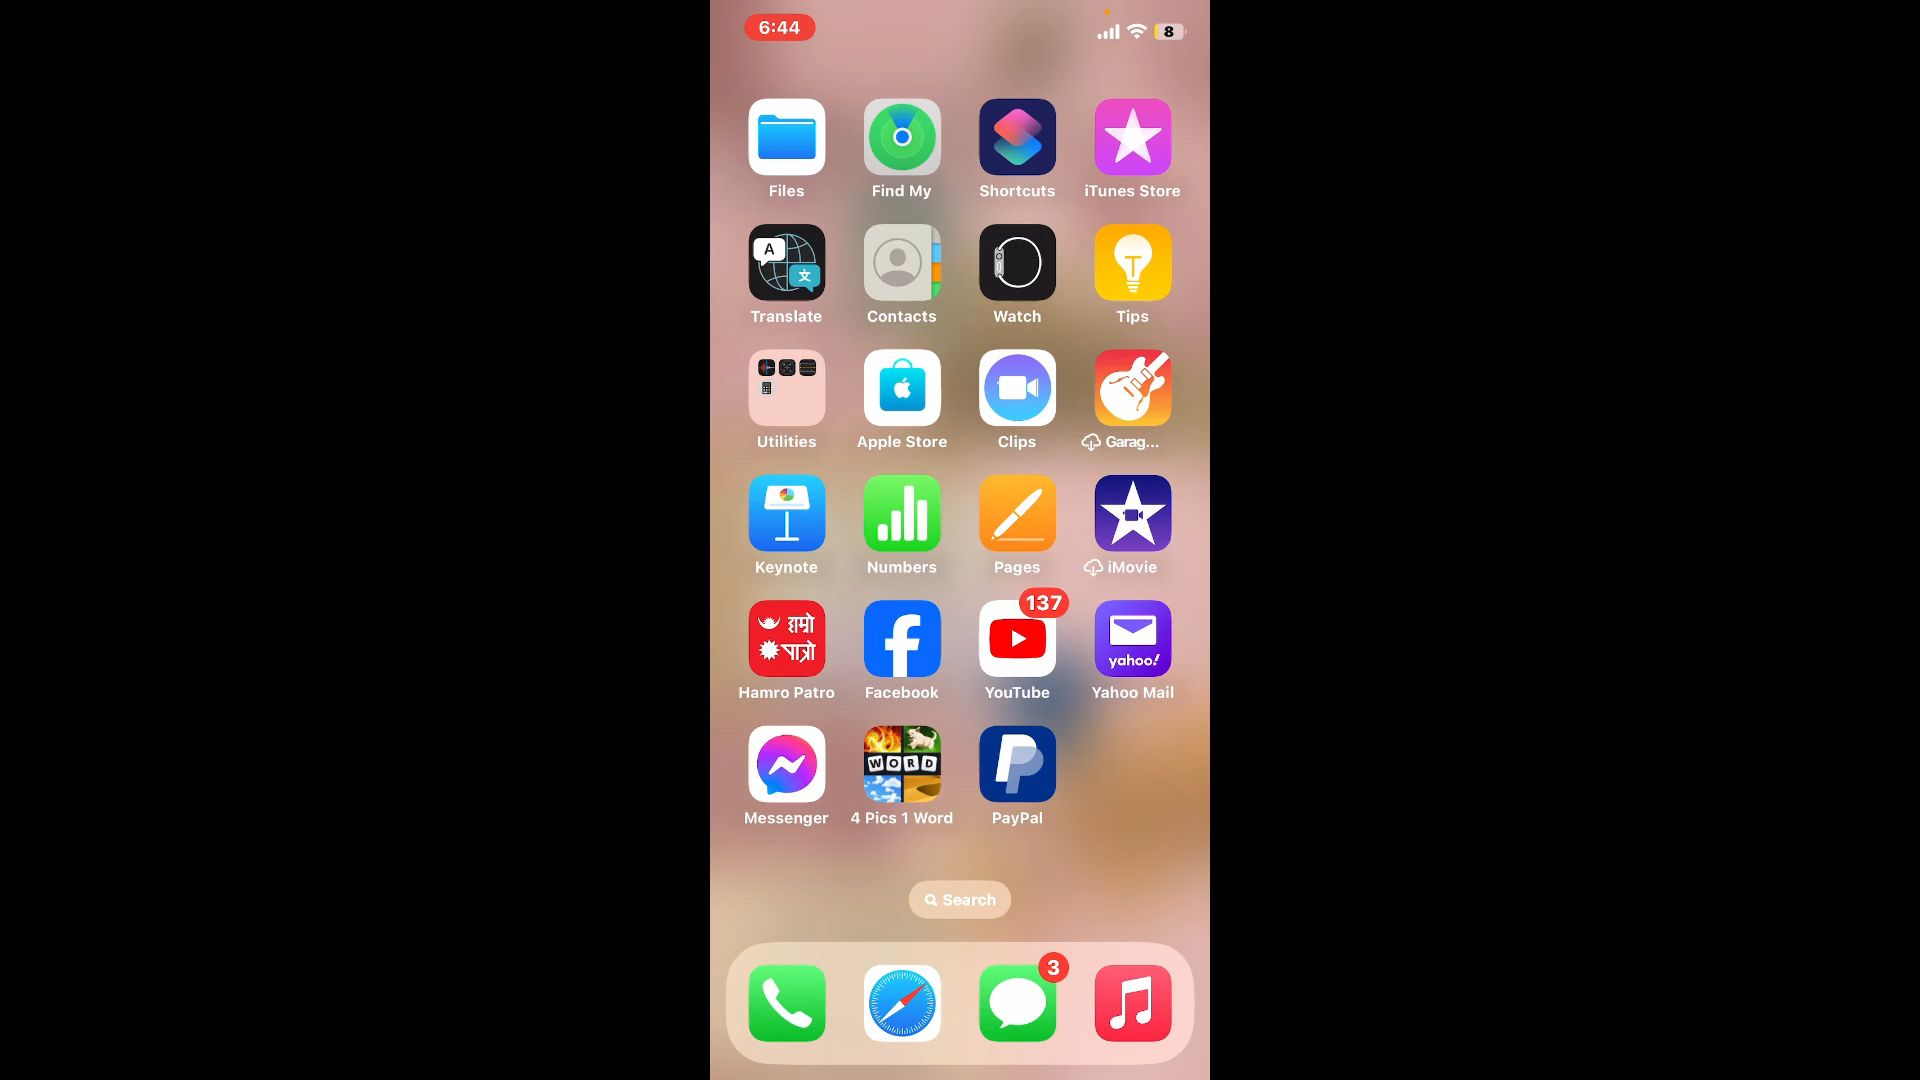 6:44
8
Files
Find My
Shortcuts
iTunes Store
A
文
Translate
Contacts
Watch
Tips
Utilities
Apple Store
Clips
Garag...
Keynote
Numbers
Pages
iMovie
हाम्रो
पात्रो
137
yahoo!
Hamro Patro
Facebook
YouTube
Yahoo Mail
WORD
Messenger
4 Pics 1 Word
PayPal
Search
3